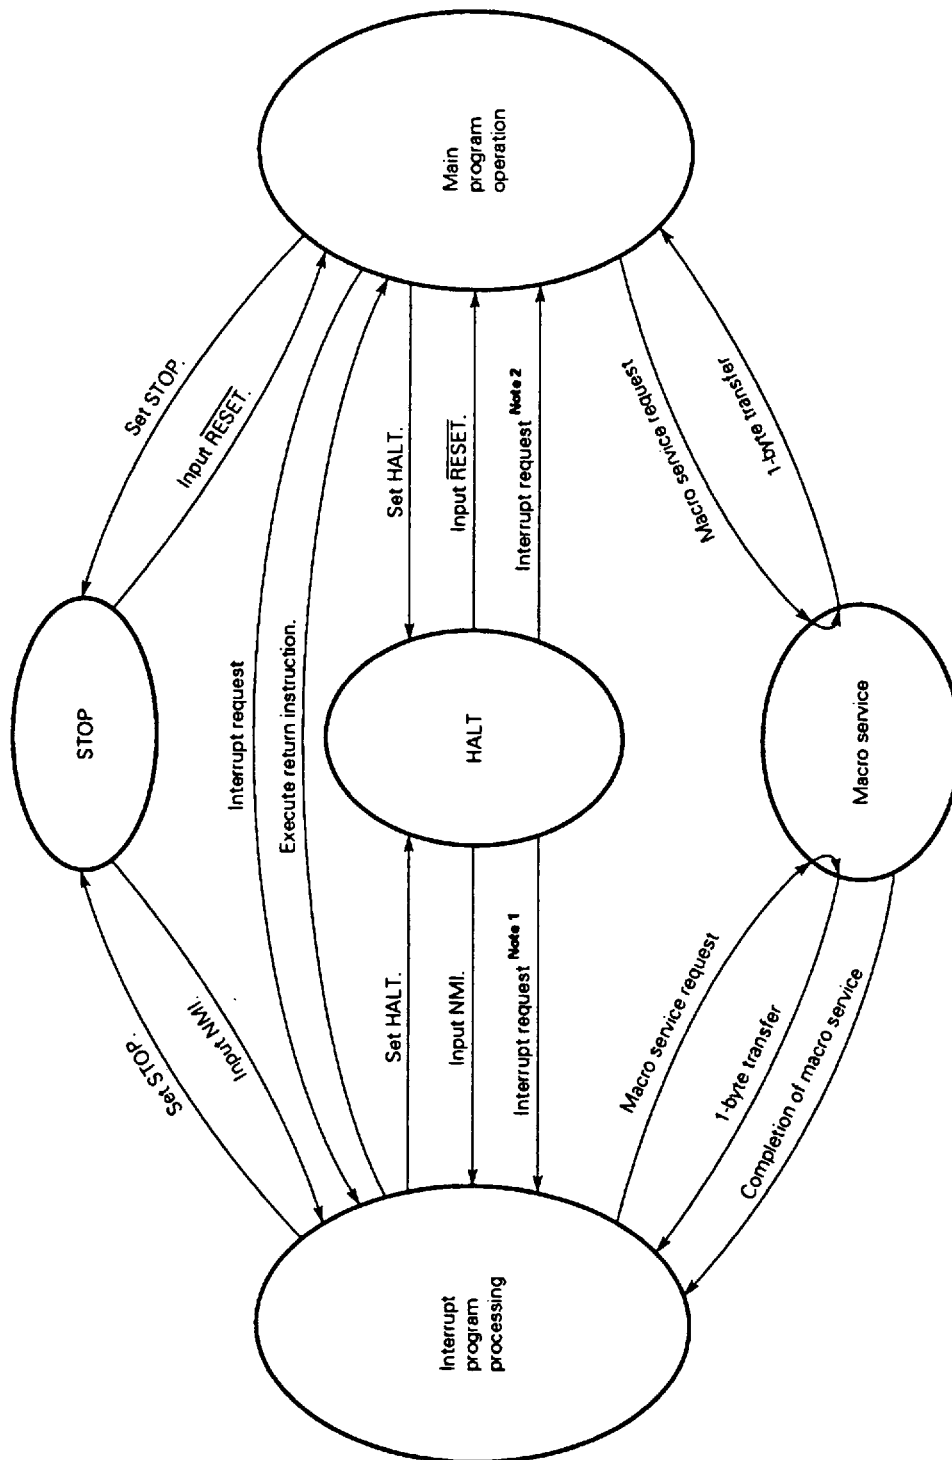 STOP
Set STOP.
Input NMI.
Set STOP.
Input RESET.
Interrupt request
Execute return instruction.
Interrupt
program
processing
Set HALT.
Input NMI.
Interrupt request Note 1
HALT
Set HALT.
Input RESET.
Interrupt request Note 2
Main
program
operation
Macro service request
1-byte transfer
Completion of macro service
Macro service
Macro service request
1-byte transfer